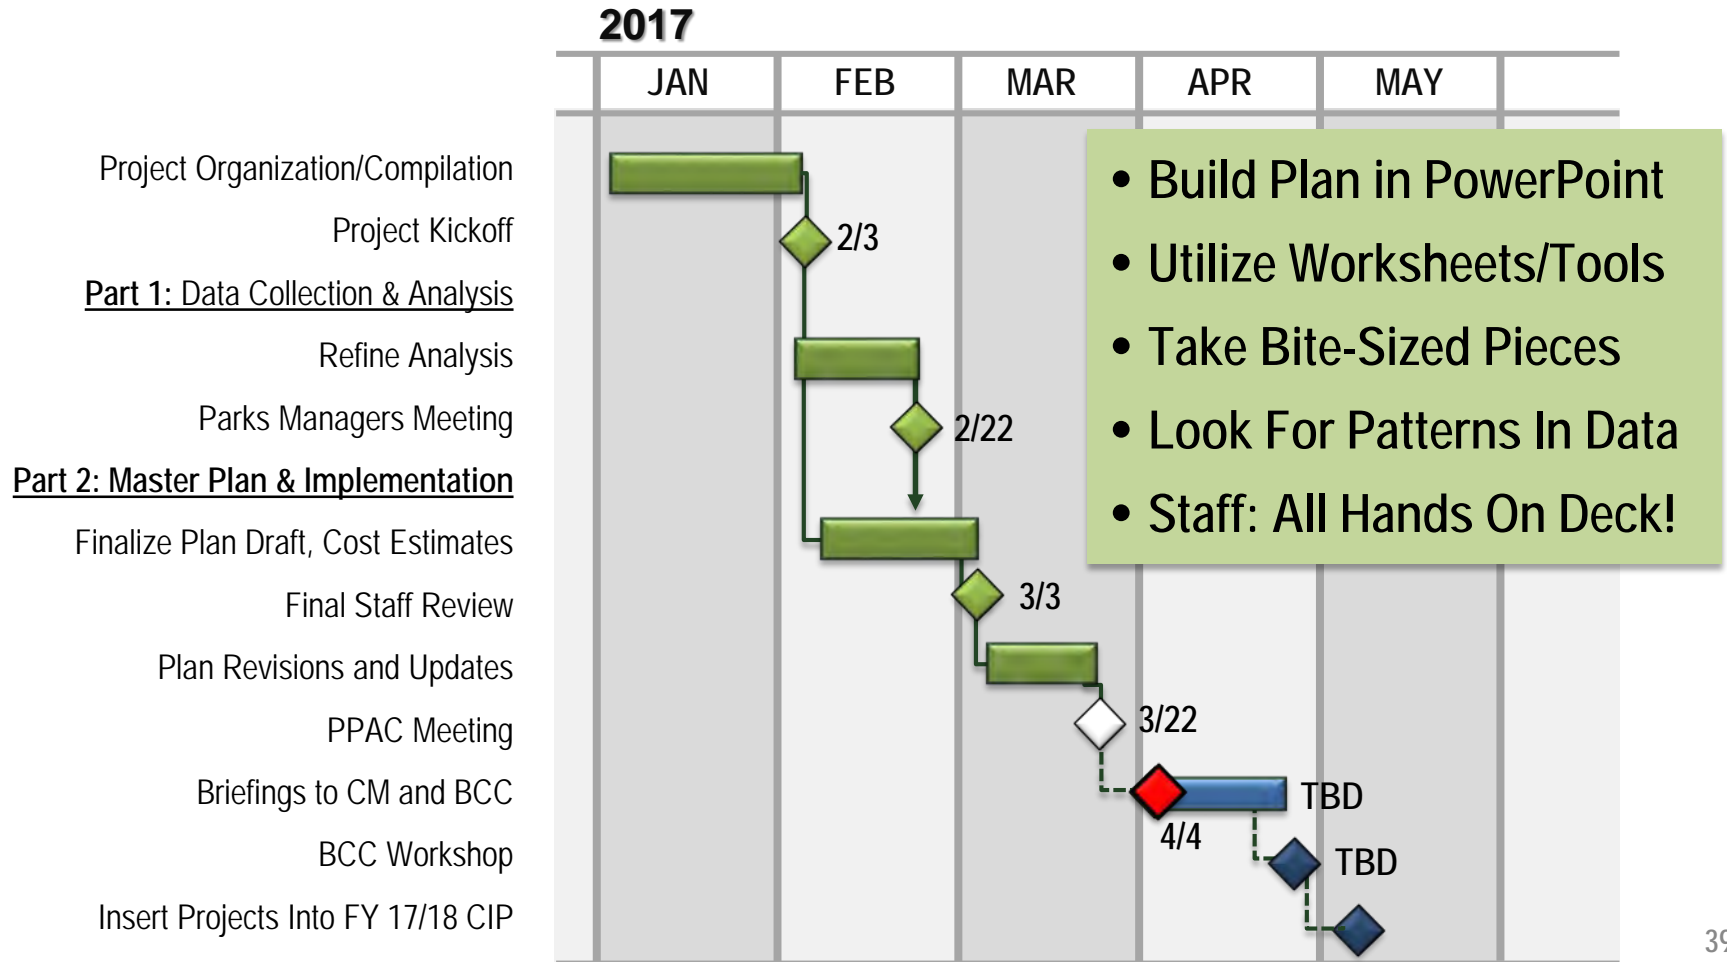 2017
JAN FEB MAR APR MAY
Project Organization/Compilation
Project Kickoff
2/3
Part 1: Data Collection & Analysis
Refine Analysis
Parks Managers Meeting
2/22
Part 2: Master Plan & Implementation
Finalize Plan Draft, Cost Estimates
Final Staff Review
3/3
Plan Revisions and Updates
PPAC Meeting
3/22
Briefings to CM and BCC
TBD
4/4
BCC Workshop
TBD
Insert Projects Into FY 17/18 CIP
• Build Plan in PowerPoint
• Utilize Worksheets/Tools
• Take Bite-Sized Pieces
• Look For Patterns In Data
• Staff: All Hands On Deck!
39